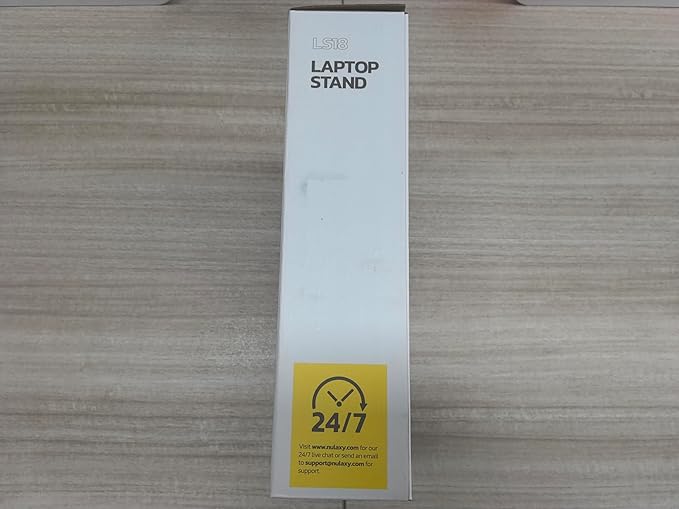 LS18
LAPTOP
STAND
24/7
Visit www.nulaxy.com for our
24/7 live chat or send an email
to support@nulaxy.com for
support.